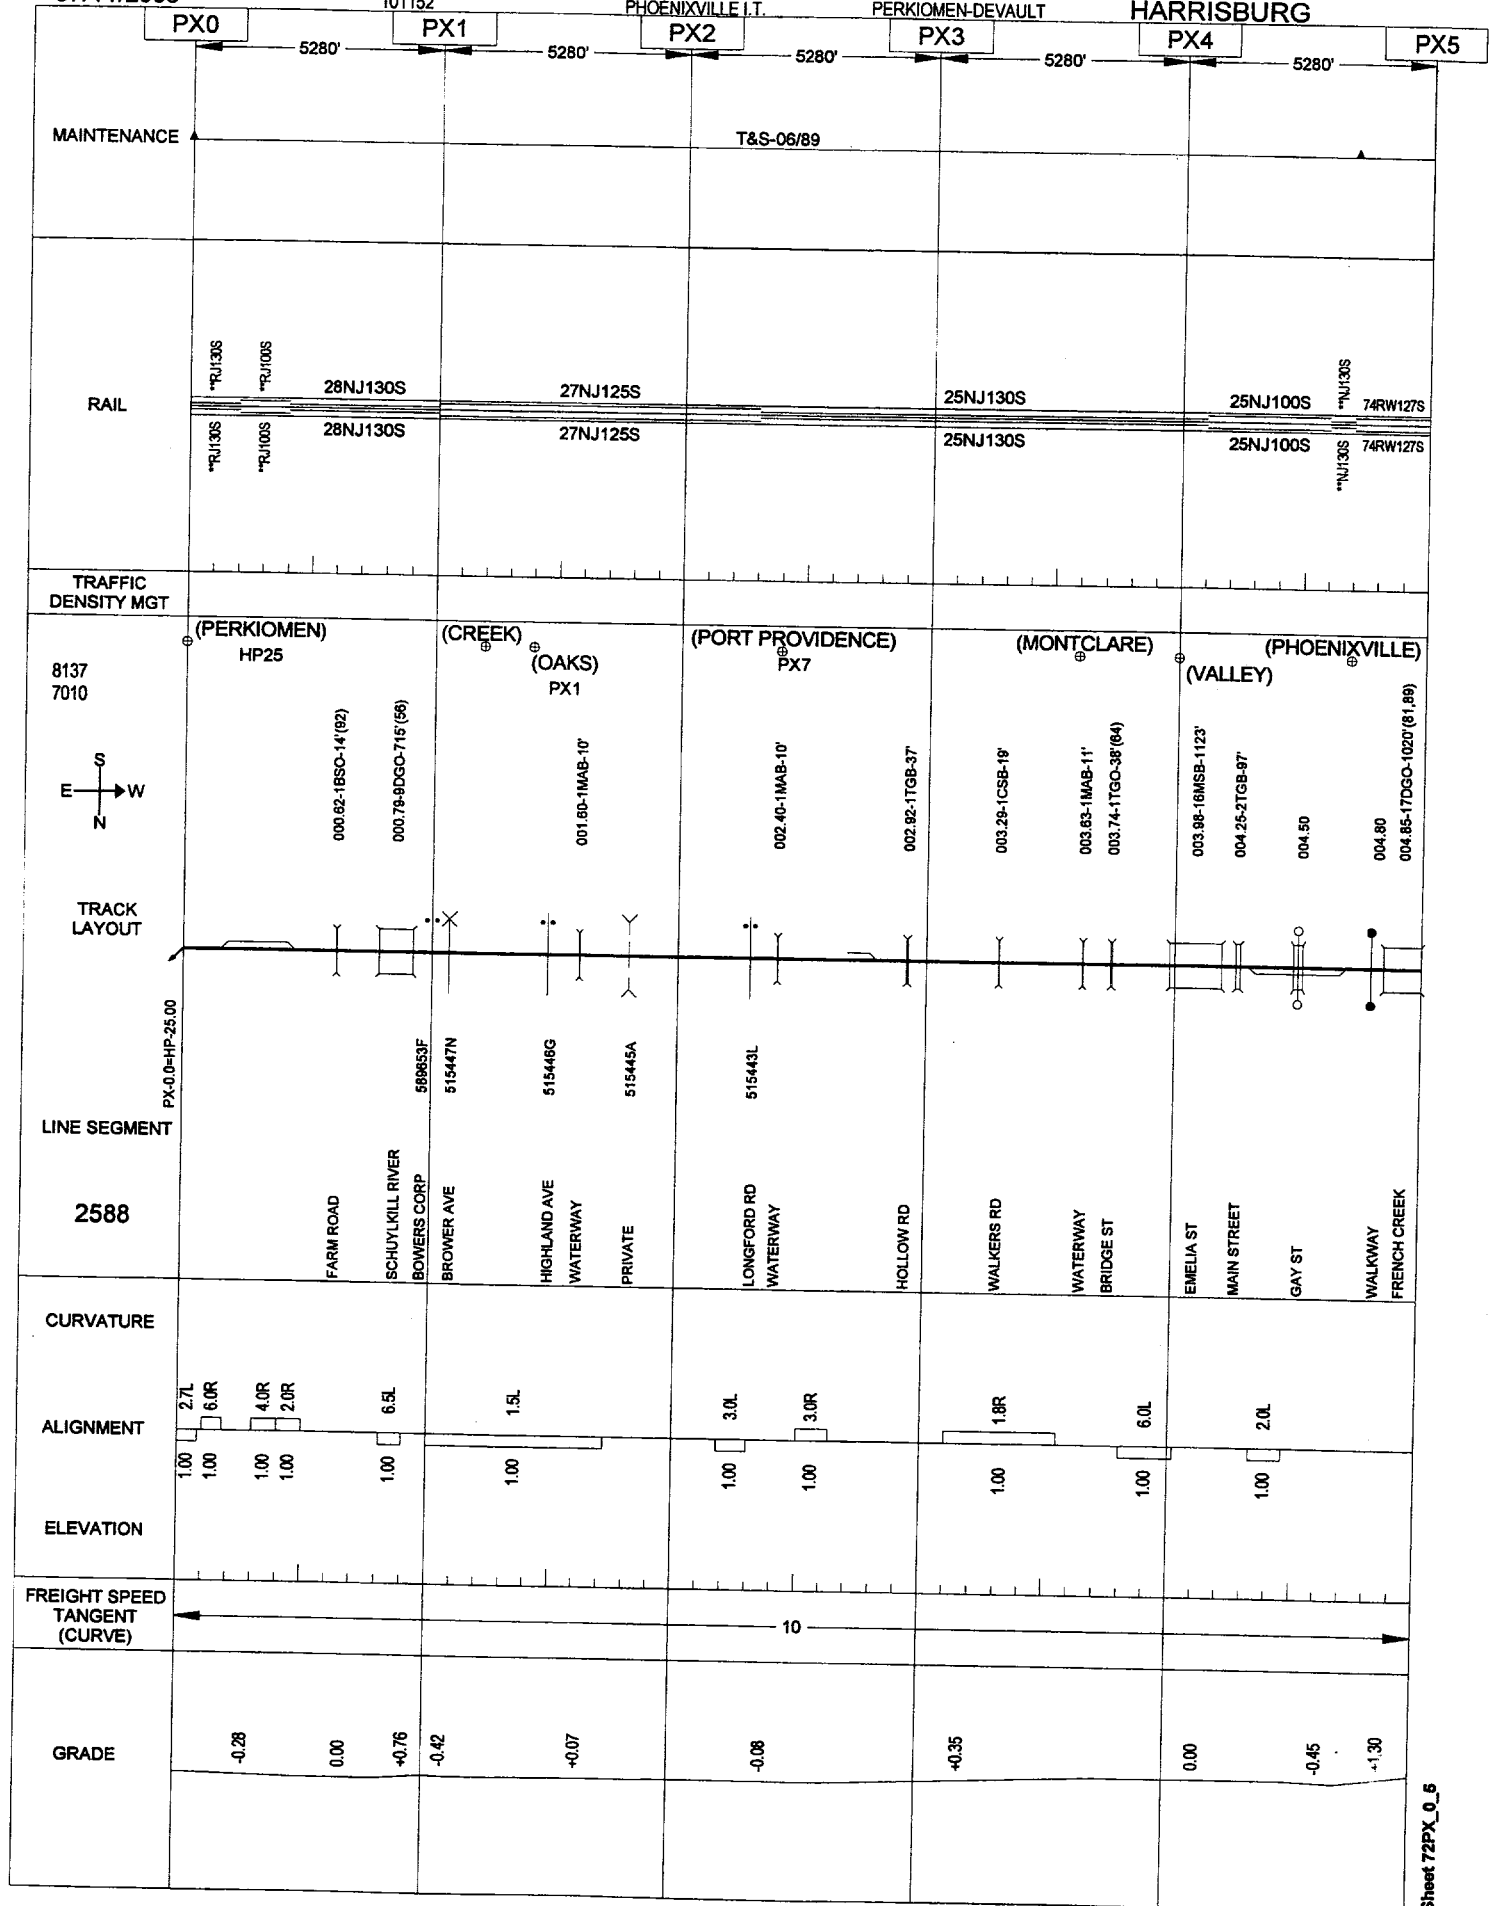 101152
PHOENIXVILLE I.T.
PERKIOMEN-DEVAULT
HARRISBURG
PX0
PX1
PX2
PX3
PX4
PX5
5280'
5280'
5280'
5280'
5280'
MAINTENANCE
T&S-06/89
RAIL
**RJ130S
**RJ100S
28NJ130S
27NJ125S
25NJ130S
25NJ100S
**NJ130S
74RW127S
**RJ130S
**RJ100S
28NJ130S
27NJ125S
25NJ130S
25NJ100S
**NJ130S
74RW127S
TRAFFIC
DENSITY MGT
(PERKIOMEN)
HP25
(CREEK)
(OAKS)
PX1
(PORT PROVIDENCE)
PX7
(MONTCLARE)
(VALLEY)
(PHOENIXVILLE)
8137
7010
S
E
W
N
000.62-1BSO-14'(92)
000.79-9DGO-715'(56)
001.60-1MAB-10'
002.40-1MAB-10'
002.92-1TGB-37'
003.29-1CSB-19'
003.63-1MAB-11'
003.74-1TGO-38'(64)
003.98-16MSB-1123'
004.25-2TGB-97'
004.50
004.80
004.85-17DGO-1020'(81,89)
TRACK
LAYOUT
PX-0.0=HP-25.00
589653F
515447N
515446G
515445A
515443L
LINE SEGMENT
2588
FARM ROAD
SCHUYLKILL RIVER
BOWERS CORP
BROWER AVE
HIGHLAND AVE
WATERWAY
PRIVATE
LONGFORD RD
WATERWAY
HOLLOW RD
WALKERS RD
WATERWAY
BRIDGE ST
EMELIA ST
MAIN STREET
GAY ST
WALKWAY
FRENCH CREEK
CURVATURE
ALIGNMENT
2.7L
6.0R
4.0R
2.0R
6.5L
1.5L
3.0L
3.0R
1.8R
6.0L
2.0L
1.00
1.00
1.00
1.00
1.00
1.00
1.00
1.00
1.00
1.00
1.00
ELEVATION
FREIGHT SPEED
TANGENT
(CURVE)
10
GRADE
-0.28
0.00
+0.76
-0.42
+0.07
-0.08
+0.35
0.00
-0.45
+1.30
Sheet 72PX_0_5